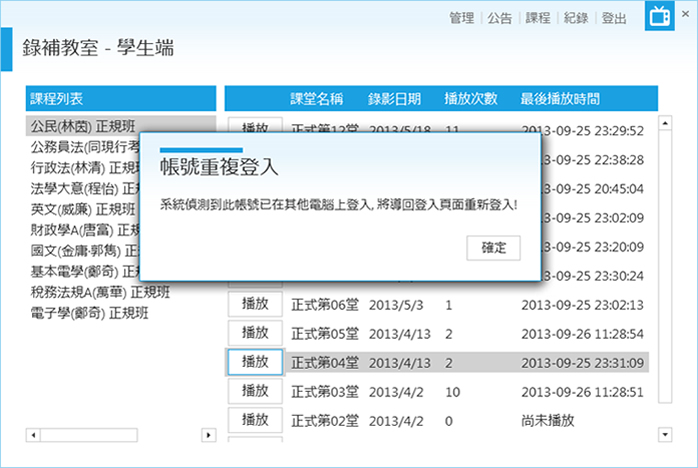 管理 公告 課程 紀錄 登出
錄補教室 - 學生端
課程列表
課堂名稱 錄影日期 播放次數 最後播放時間
公民(林茵) 正規班
公務員法(同現行考
行政法(林清) 正規
法學大意(程怡) 正
英文(威廉) 正規班
財政學A(唐富) 正規
國文(金庸·郭雋) 正
基本電學(鄭奇) 正規
稅務法規A(萬華) 正規班
電子學(鄭奇) 正規班
播放 正式第12堂 2013/5/18 11 2013-09-25 23:29:52
2013-09-25 22:38:28
2013-09-25 20:45:04
2013-09-25 23:02:09
2013-09-25 23:20:09
2013-09-25 23:30:24
播放 正式第06堂 2013/5/3 1 2013-09-25 23:02:13
播放 正式第05堂 2013/4/13 2 2013-09-26 11:28:54
播放 正式第04堂 2013/4/13 2 2013-09-25 23:31:09
播放 正式第03堂 2013/4/2 10 2013-09-26 11:28:51
播放 正式第02堂 2013/4/2 0 尚未播放
帳號重複登入
系統偵測到此帳號已在其他電腦上登入, 將導回登入頁面重新登入!
確定